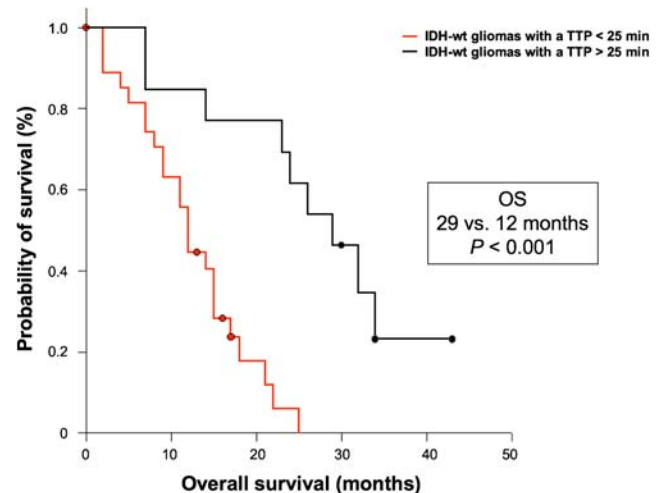 IDH-wt gliomas with a TTP < 25 min
IDH-wt gliomas with a TTP > 25 min
Probability of survival (%)
1.0
0.8
0.6
0.4
0.2
0
OS
29 vs. 12 months
P < 0.001
0 10 20 30 40 50
Overall survival (months)